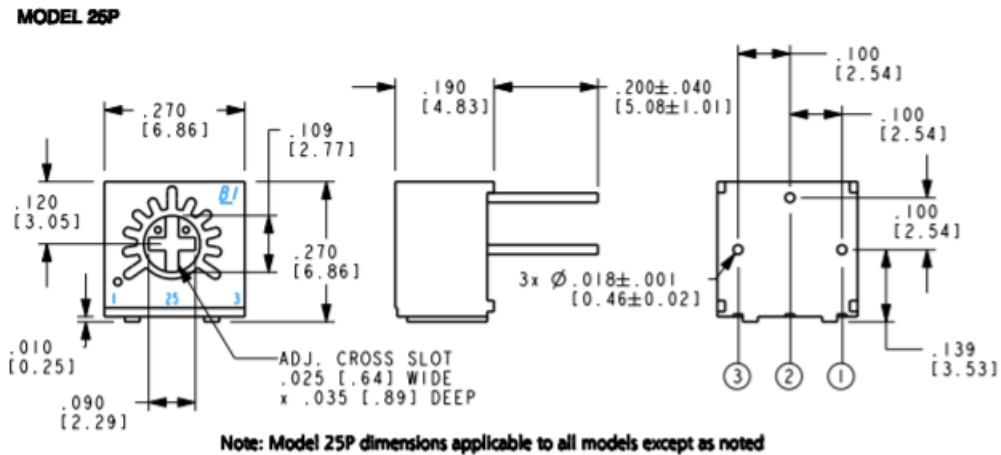 MODEL 25P
.270
[6.86]
.109
[2.77]
.120
[3.05]
BI
.270
[6.86]
1 25 3
.010
[0.25]
.090
[2.29]
ADJ. CROSS SLOT
.025 [.64] WIDE
x .035 [.89] DEEP
.190
[4.83]
.200±.040
[5.08±1.01]
3x Ø.018±.001
[0.46±0.02]
.100
[2.54]
.100
[2.54]
.100
[2.54]
.139
[3.53]
3 2 1
Note: Model 25P dimensions applicable to all models except as noted